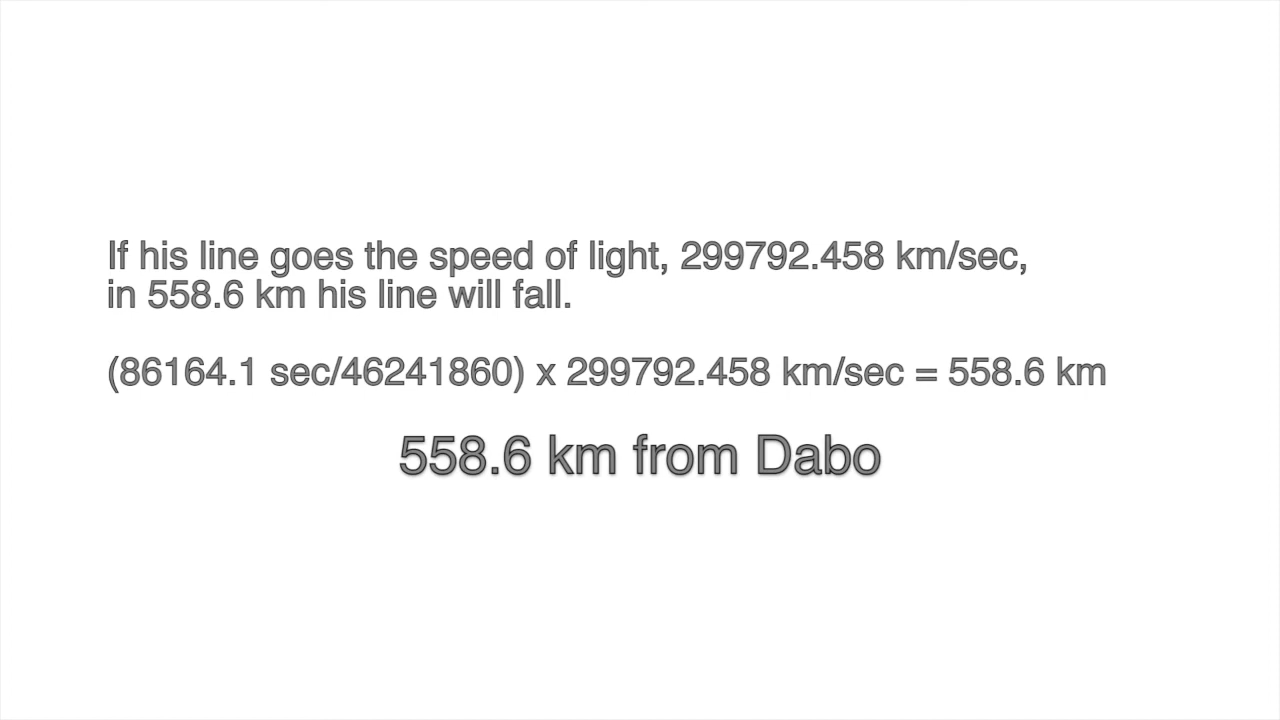 If his line goes the speed of light, 299792.458 km/sec,
in 558.6 km his line will fall.
(86164.1 sec/46241860) x 299792.458 km/sec = 558.6 km
558.6 km from Dabo